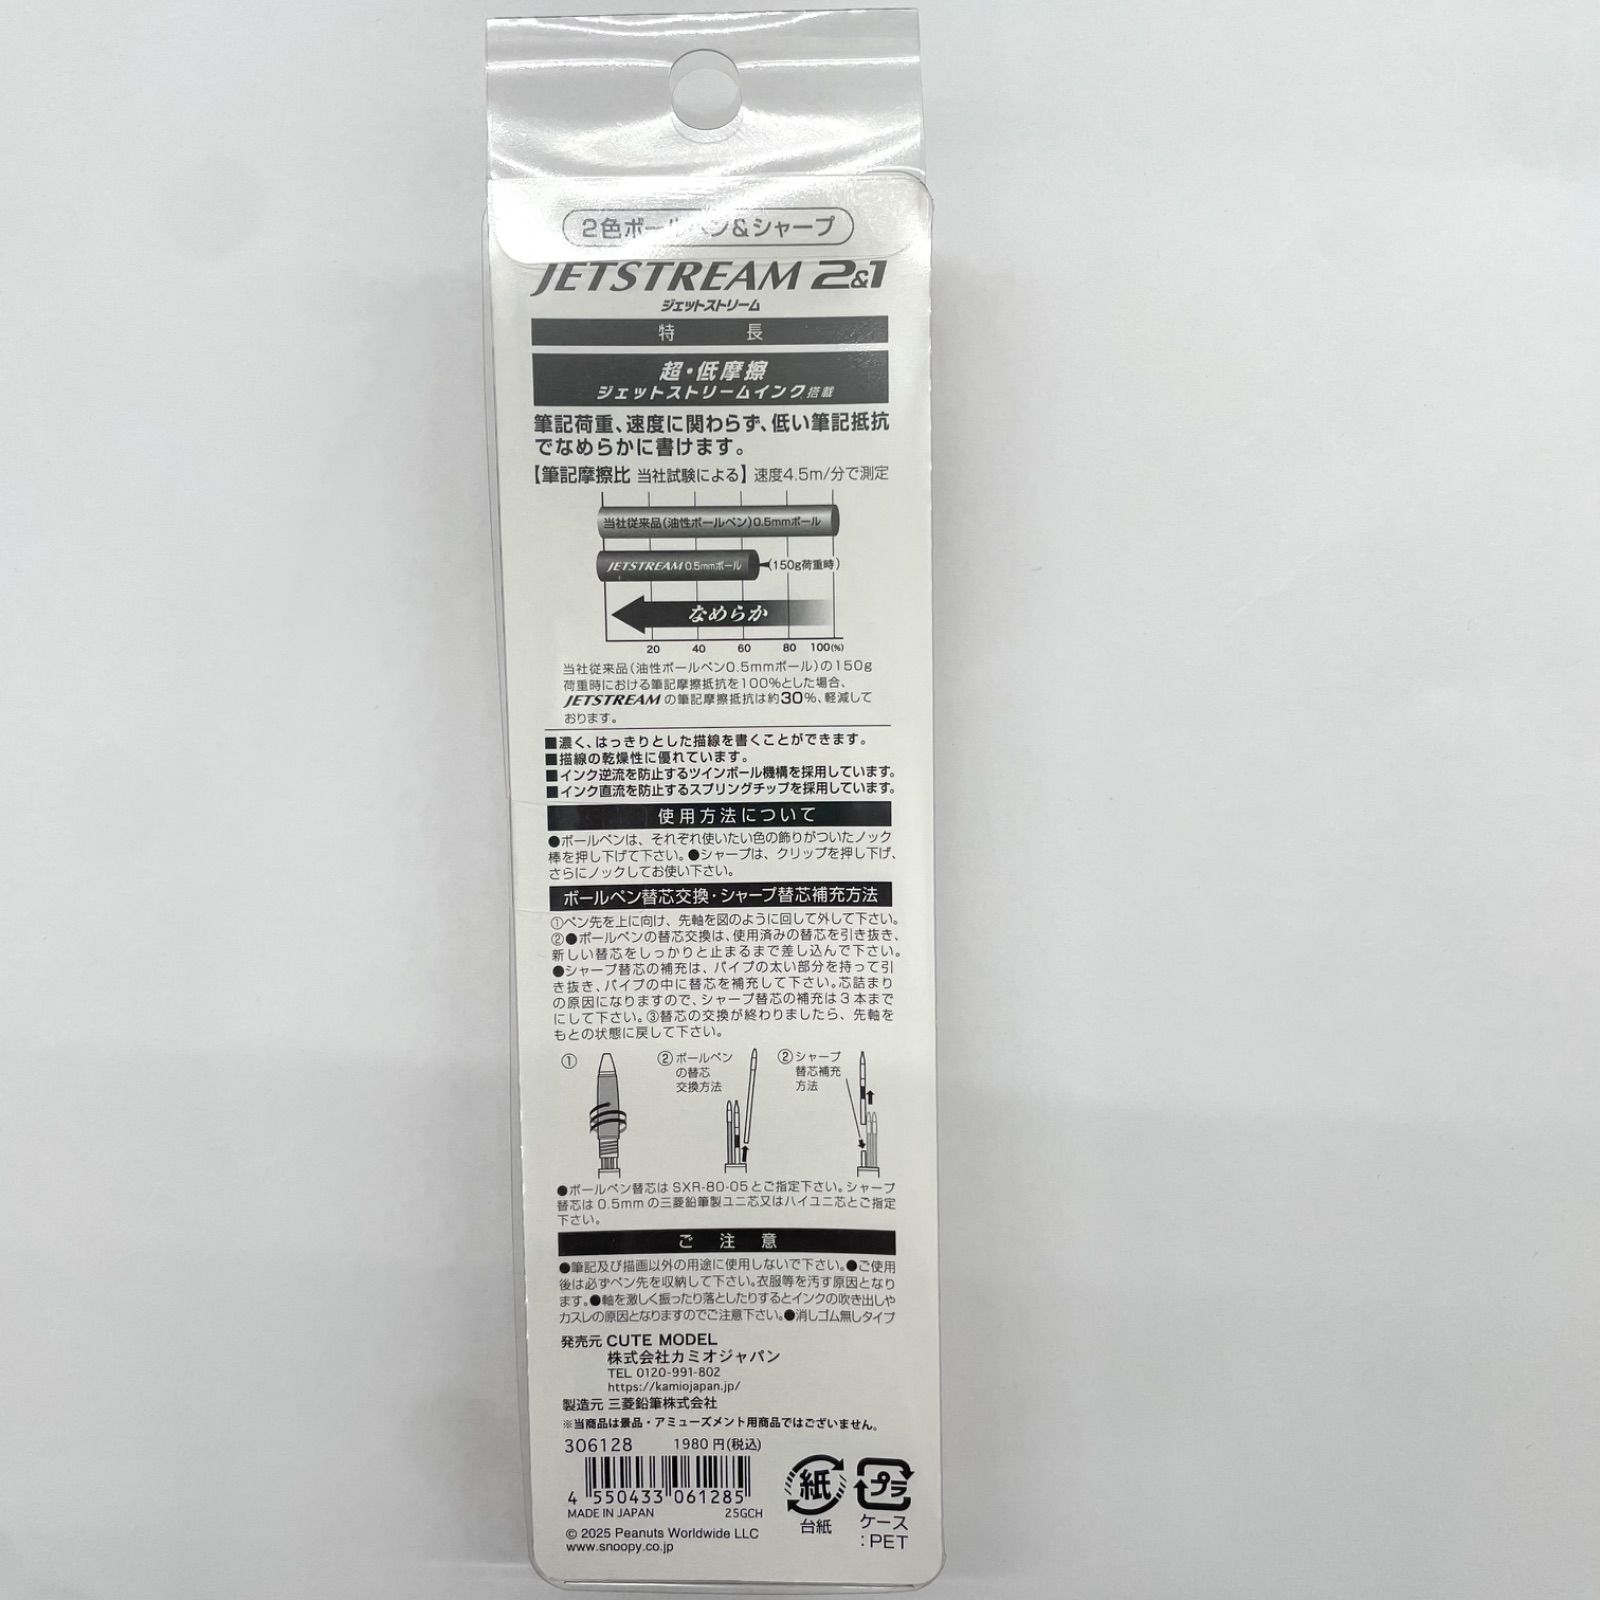 2色ボールペン&シャープ
JETSTREAM 2&1
ジェットストリーム
特 長
超・低摩擦
ジェットストリームインク搭載
筆記荷重、速度に関わらず、低い筆記抵抗
でなめらかに書けます。
【筆記摩擦比 当社試験による】速度4.5m/分で測定
当社従来品(油性ボールペン)0.5mmボール
JETSTREAM 0.5mmボール (150g荷重時)
なめらか
20 40 60 80 100(%)
当社従来品(油性ボールペン0.5mmボール)の150g
荷重時における筆記摩擦抵抗を100%とした場合、
JETSTREAMの筆記摩擦抵抗は約30%、軽減して
おります。
■濃く、はっきりとした描線を書くことができます。
■描線の乾燥性に優れています。
■インク逆流を防止するツインボール機構を採用しています。
■インク直流を防止するスプリングチップを採用しています。
使用方法について
●ボールペンは、それぞれ使いたい色の飾りがついたノック
棒を押し下げて下さい。●シャープは、クリップを押し下げ、
さらにノックしてお使い下さい。
ボールペン替芯交換・シャープ替芯補充方法
①ペン先を上に向け、先軸を図のように回して外して下さい。
②●ボールペンの替芯交換は、使用済みの替芯を引き抜き、
新しい替芯をしっかりと止まるまで差し込んで下さい。
●シャープ替芯の補充は、パイプの太い部分を持って引
き抜き、パイプの中に替芯を補充して下さい。芯詰まり
の原因になりますので、シャープ替芯の補充は3本まで
にして下さい。③替芯の交換が終わりましたら、先軸を
もとの状態に戻して下さい。
①
②ボールペン
の替芯
交換方法
②シャープ
替芯補充
方法
●ボールペン替芯はSXR-80-05とご指定下さい。シャープ
替芯は0.5mmの三菱鉛筆製ユニ芯又はハイユニ芯とご指定
下さい。
ご 注 意
●筆記及び描画以外の用途に使用しないで下さい。●ご使用
後は必ずペン先を収納して下さい。衣服等を汚す原因となり
ます。●軸を激しく振ったり落としたりするとインクの吹き出しや
カスレの原因となりますのでご注意下さい。●消しゴム無しタイプ
発売元 CUTE MODEL
株式会社カミオジャパン
TEL 0120-991-802
https://kamiojapan.jp/
製造元 三菱鉛筆株式会社
※当商品は景品・アミューズメント用商品ではございません。
306128 1980円(税込)
4 550433 061285
MADE IN JAPAN 25GCH
© 2025 Peanuts Worldwide LLC
www.snoopy.co.jp
紙
台紙
プラ
ケース
:PET